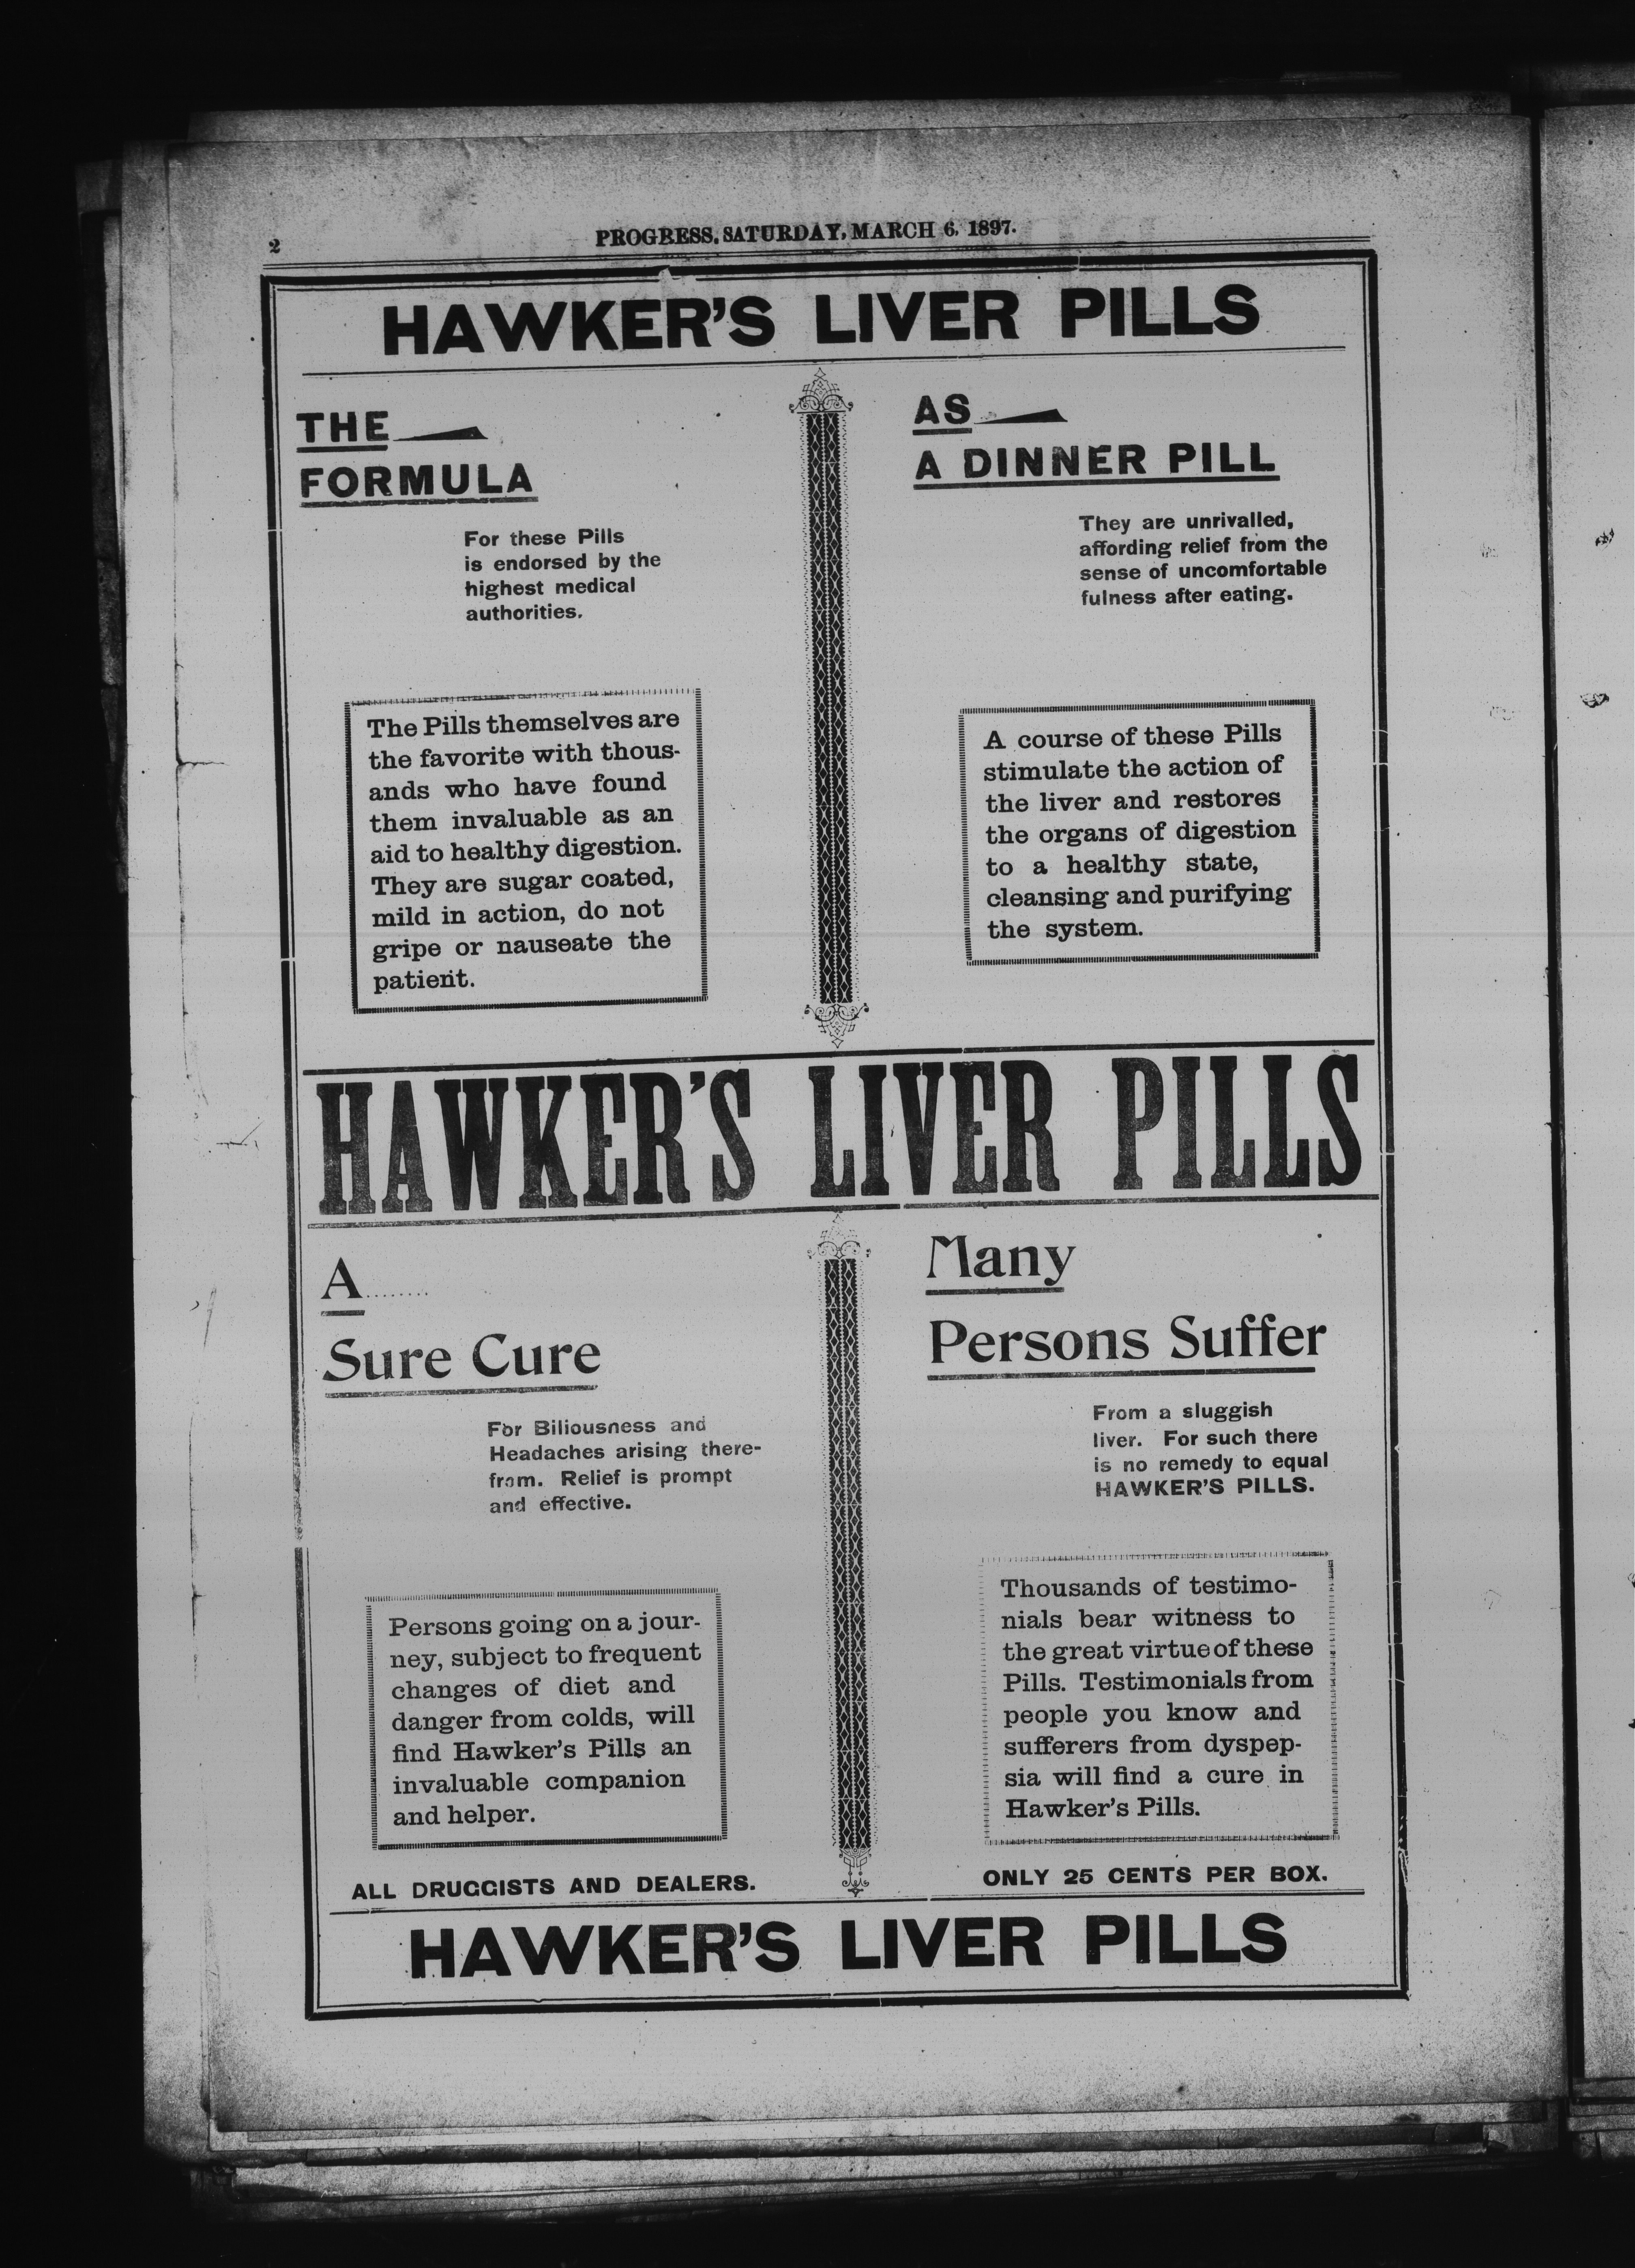 2
PROGRESS, SATURDAY, MARCH 6, 1897.
HAWKER'S LIVER PILLS
THE
FORMULA
For these Pills
is endorsed by the
highest medical
authorities.
The Pills themselves are
the favorite with thous-
ands who have found
them invaluable as an
aid to healthy digestion.
They are sugar coated,
mild in action, do not
gripe or nauseate the
patient.
AS
A DINNER PILL
They are unrivalled,
affording relief from the
sense of uncomfortable
fulness after eating.
A course of these Pills
stimulate the action of
the liver and restores
the organs of digestion
to a healthy state,
cleansing and purifying
the system.
HAWKER'S LIVER PILLS
A........
Sure Cure
For Biliousness and
Headaches arising there-
from. Relief is prompt
and effective.
Persons going on a jour-
ney, subject to frequent
changes of diet and
danger from colds, will
find Hawker's Pills an
invaluable companion
and helper.
ALL DRUGGISTS AND DEALERS.
Many
Persons Suffer
From a sluggish
liver. For such there
is no remedy to equal
HAWKER'S PILLS.
Thousands of testimo-
nials bear witness to
the great virtue of these
Pills. Testimonials from
people you know and
sufferers from dyspep-
sia will find a cure in
Hawker's Pills.
ONLY 25 CENTS PER BOX.
HAWKER'S LIVER PILLS